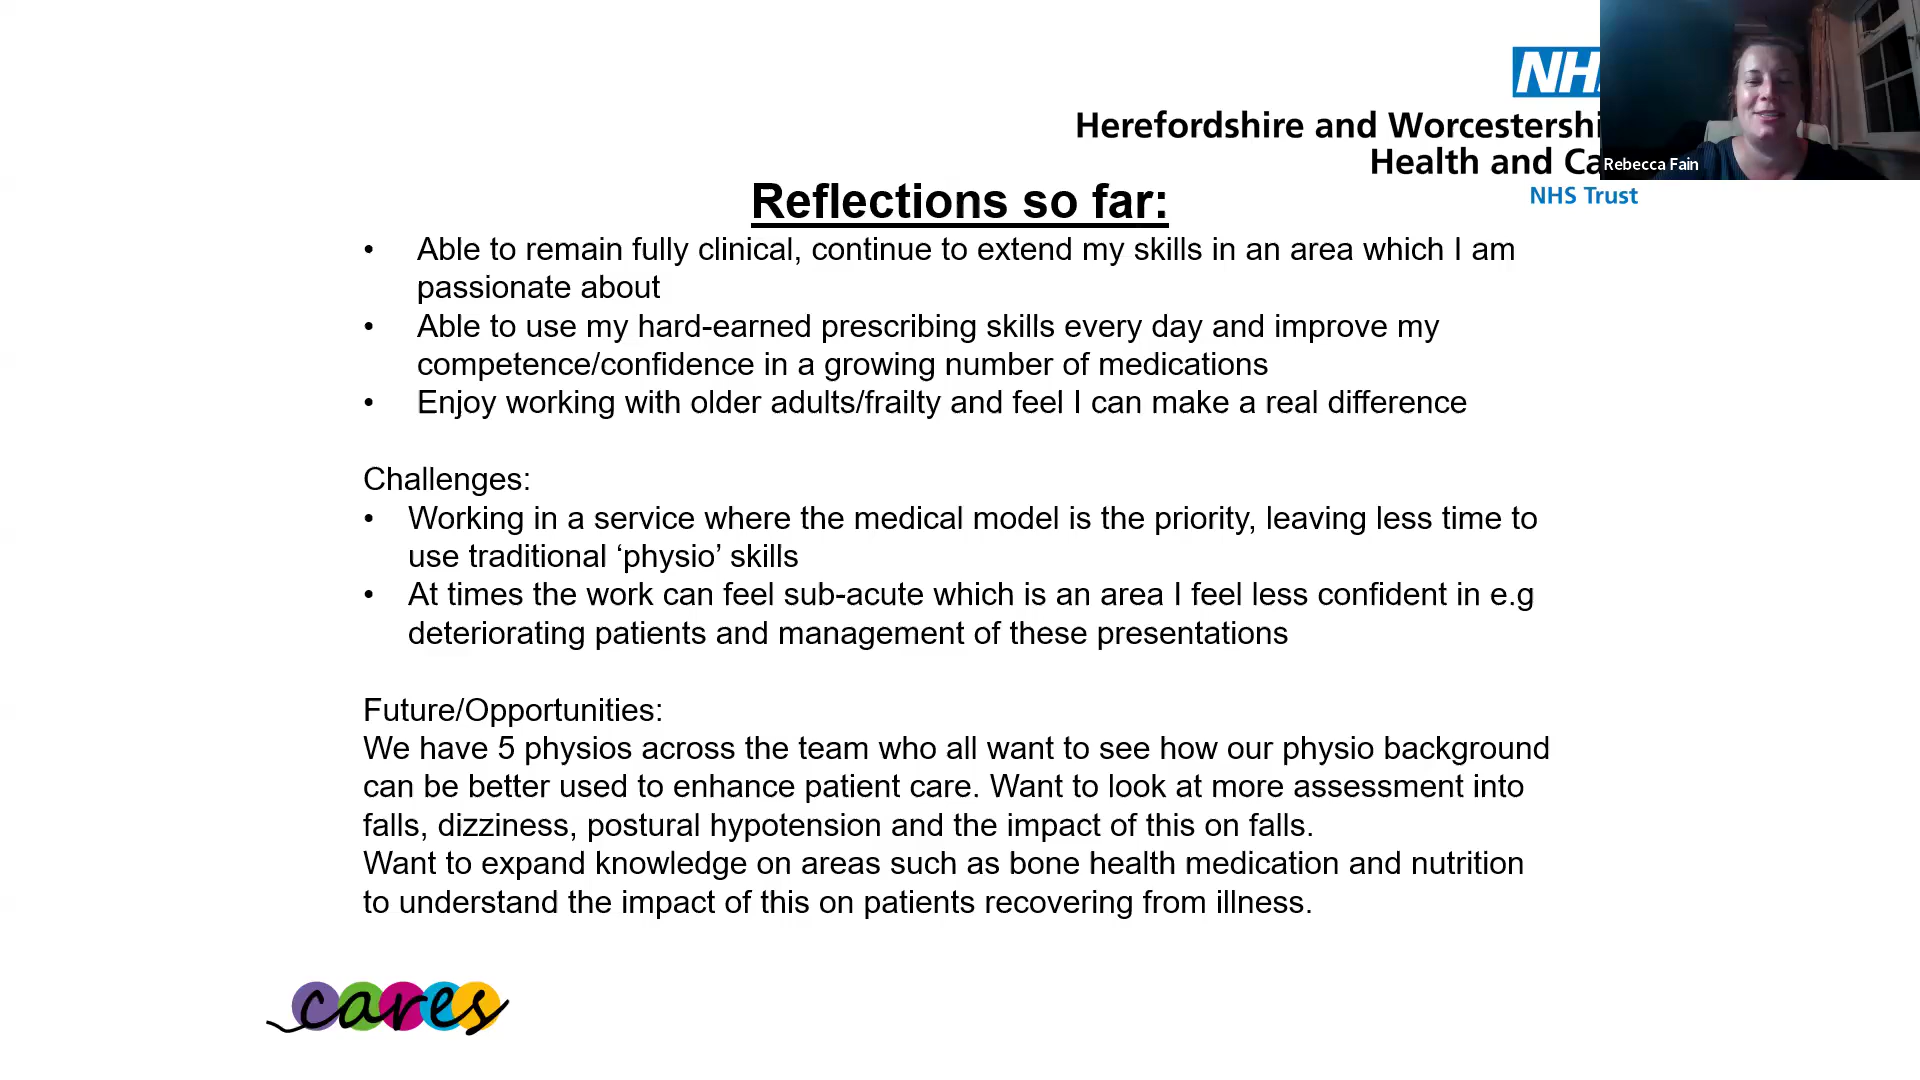 NH
Herefordshire and Worcestershi
Health and Ca
NHS Trust
Rebecca Fain
Reflections so far:
• Able to remain fully clinical, continue to extend my skills in an area which I am
passionate about
• Able to use my hard-earned prescribing skills every day and improve my
competence/confidence in a growing number of medications
• Enjoy working with older adults/frailty and feel I can make a real difference
Challenges:
• Working in a service where the medical model is the priority, leaving less time to
use traditional ‘physio’ skills
• At times the work can feel sub-acute which is an area I feel less confident in e.g
deteriorating patients and management of these presentations
Future/Opportunities:
We have 5 physios across the team who all want to see how our physio background
can be better used to enhance patient care. Want to look at more assessment into
falls, dizziness, postural hypotension and the impact of this on falls.
Want to expand knowledge on areas such as bone health medication and nutrition
to understand the impact of this on patients recovering from illness.
cares